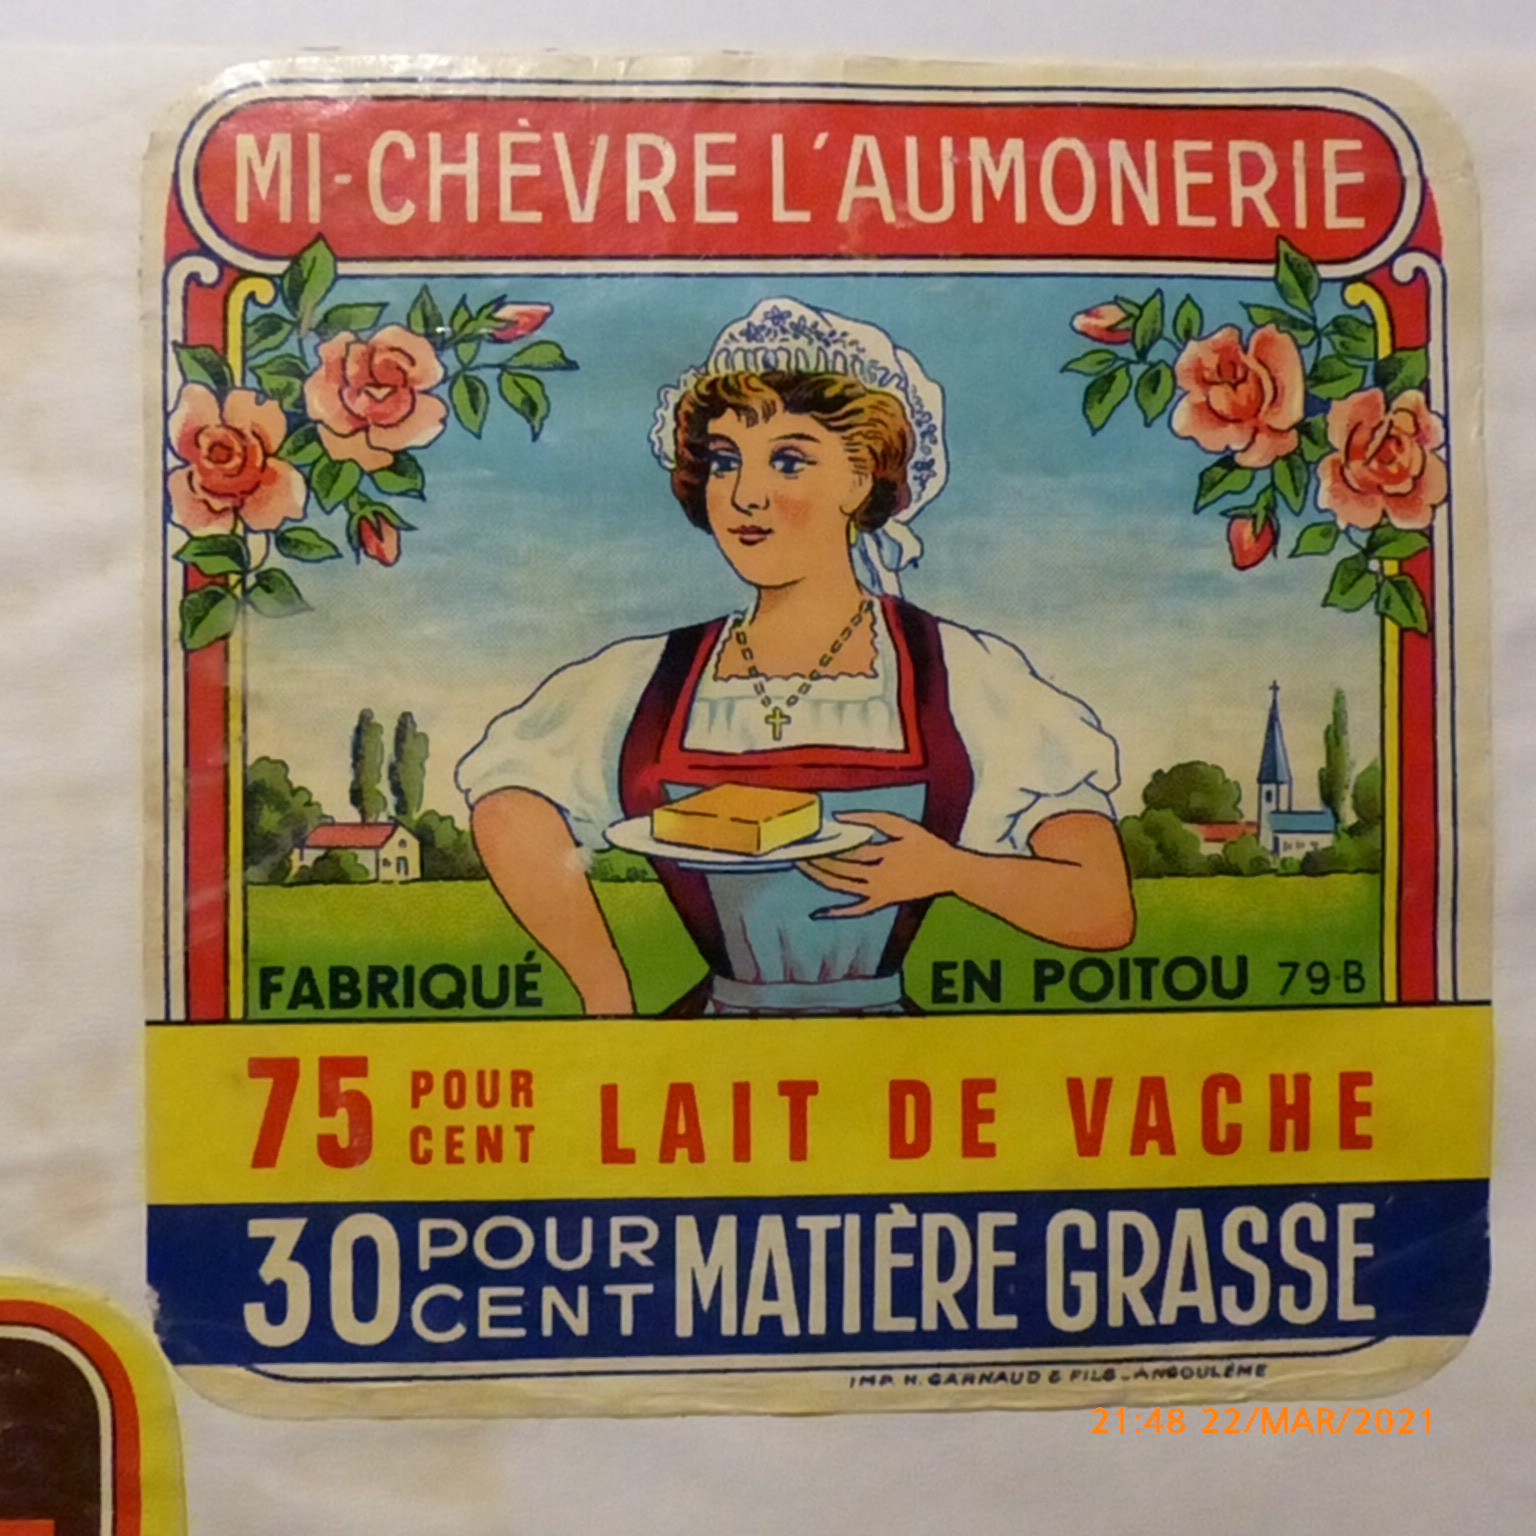 MI-CHÈVRE L'AUMONERIE
FABRIQUÉ EN POITOU 79-B
75 POUR CENT LAIT DE VACHE
30 POUR CENT MATIÈRE GRASSE
IMP. H. GARNAUD & FILS - ANGOULÉME
21:48 22/MAR/2021